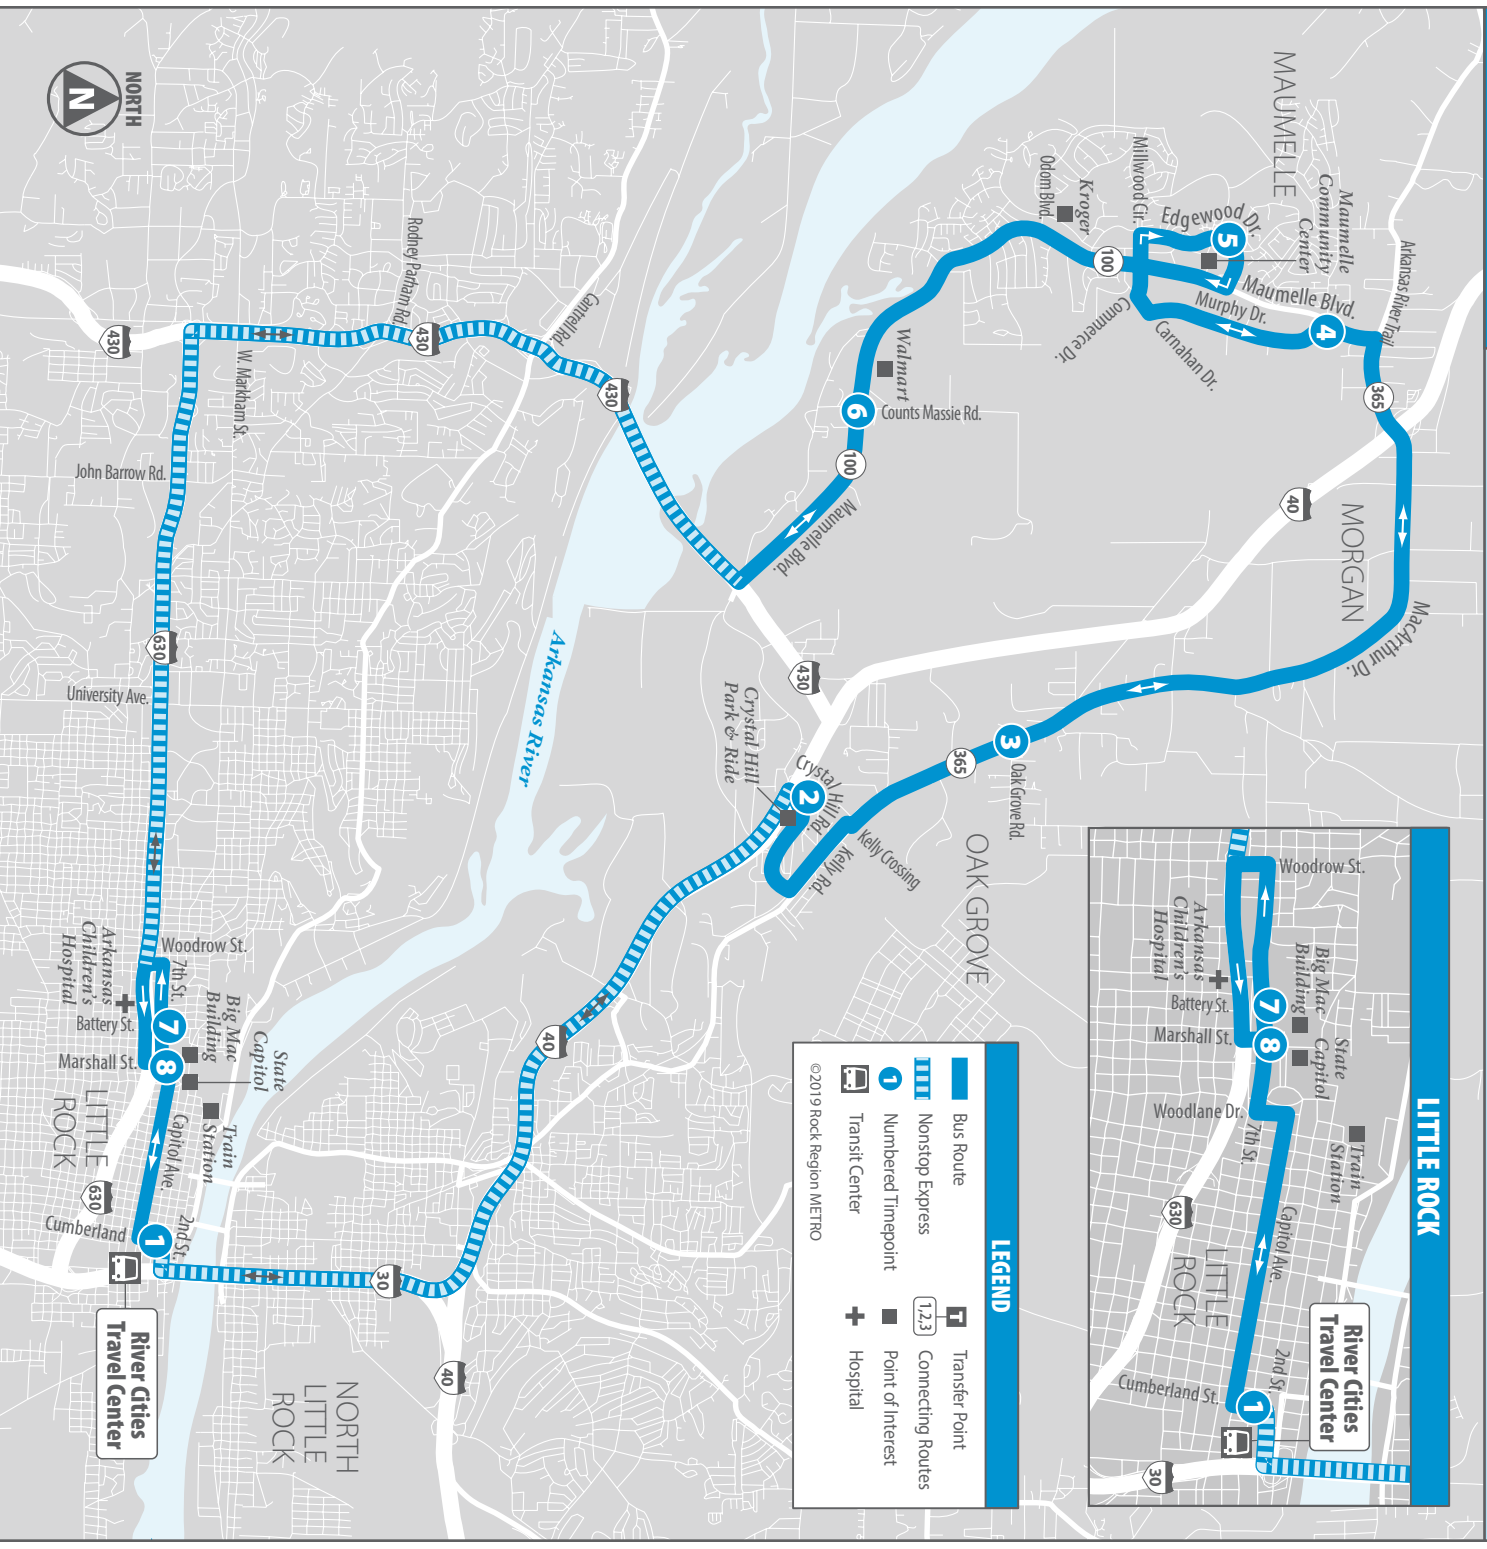 NORTH
N
MAUMELLE
Maumelle
Community
Center
Arkansas River Trail
Millwood Cir.
Edgewood Dr.
5
Odom Blvd.
Kroger
100
Maumelle Blvd.
Murphy Dr.
4
Commerce Dr.
Carnahan Dr.
365
Walmart
6
Counts Massie Rd.
100
Maumelle Blvd.
40
MORGAN
MacArthur Dr.
Rodney Parham Rd.
Cantrell Rd.
430
430
430
W. Markham St.
John Barrow Rd.
630
University Ave.
Arkansas River
430
Crystal Hill
Park & Ride
Crystal Hill Rd.
2
Kelly Rd.
Kelly Crossing
365
3
Oak Grove Rd.
OAK GROVE
Arkansas
Children's
Hospital
Woodrow St.
7th St.
Battery St.
7
Big Mac
Building
Marshall St.
8
State
Capitol
LITTLE
ROCK
Capitol Ave.
Train
Station
630
Cumberland
2nd St.
1
River Cities
Travel Center
30
40
40
NORTH
LITTLE
ROCK
LEGEND
Bus Route
Nonstop Express
1
Numbered Timepoint
Transit Center
T
Transfer Point
1,2,3
Connecting Routes
Point of Interest
Hospital
©2019 Rock Region METRO
LITTLE ROCK
Woodrow St.
Arkansas
Children's
Hospital
Big Mac
Building
7
Battery St.
Marshall St.
8
State
Capitol
Woodlane Dr.
7th St.
Train
Station
630
Capitol Ave.
LITTLE
ROCK
2nd St.
Cumberland St.
1
River Cities
Travel Center
30